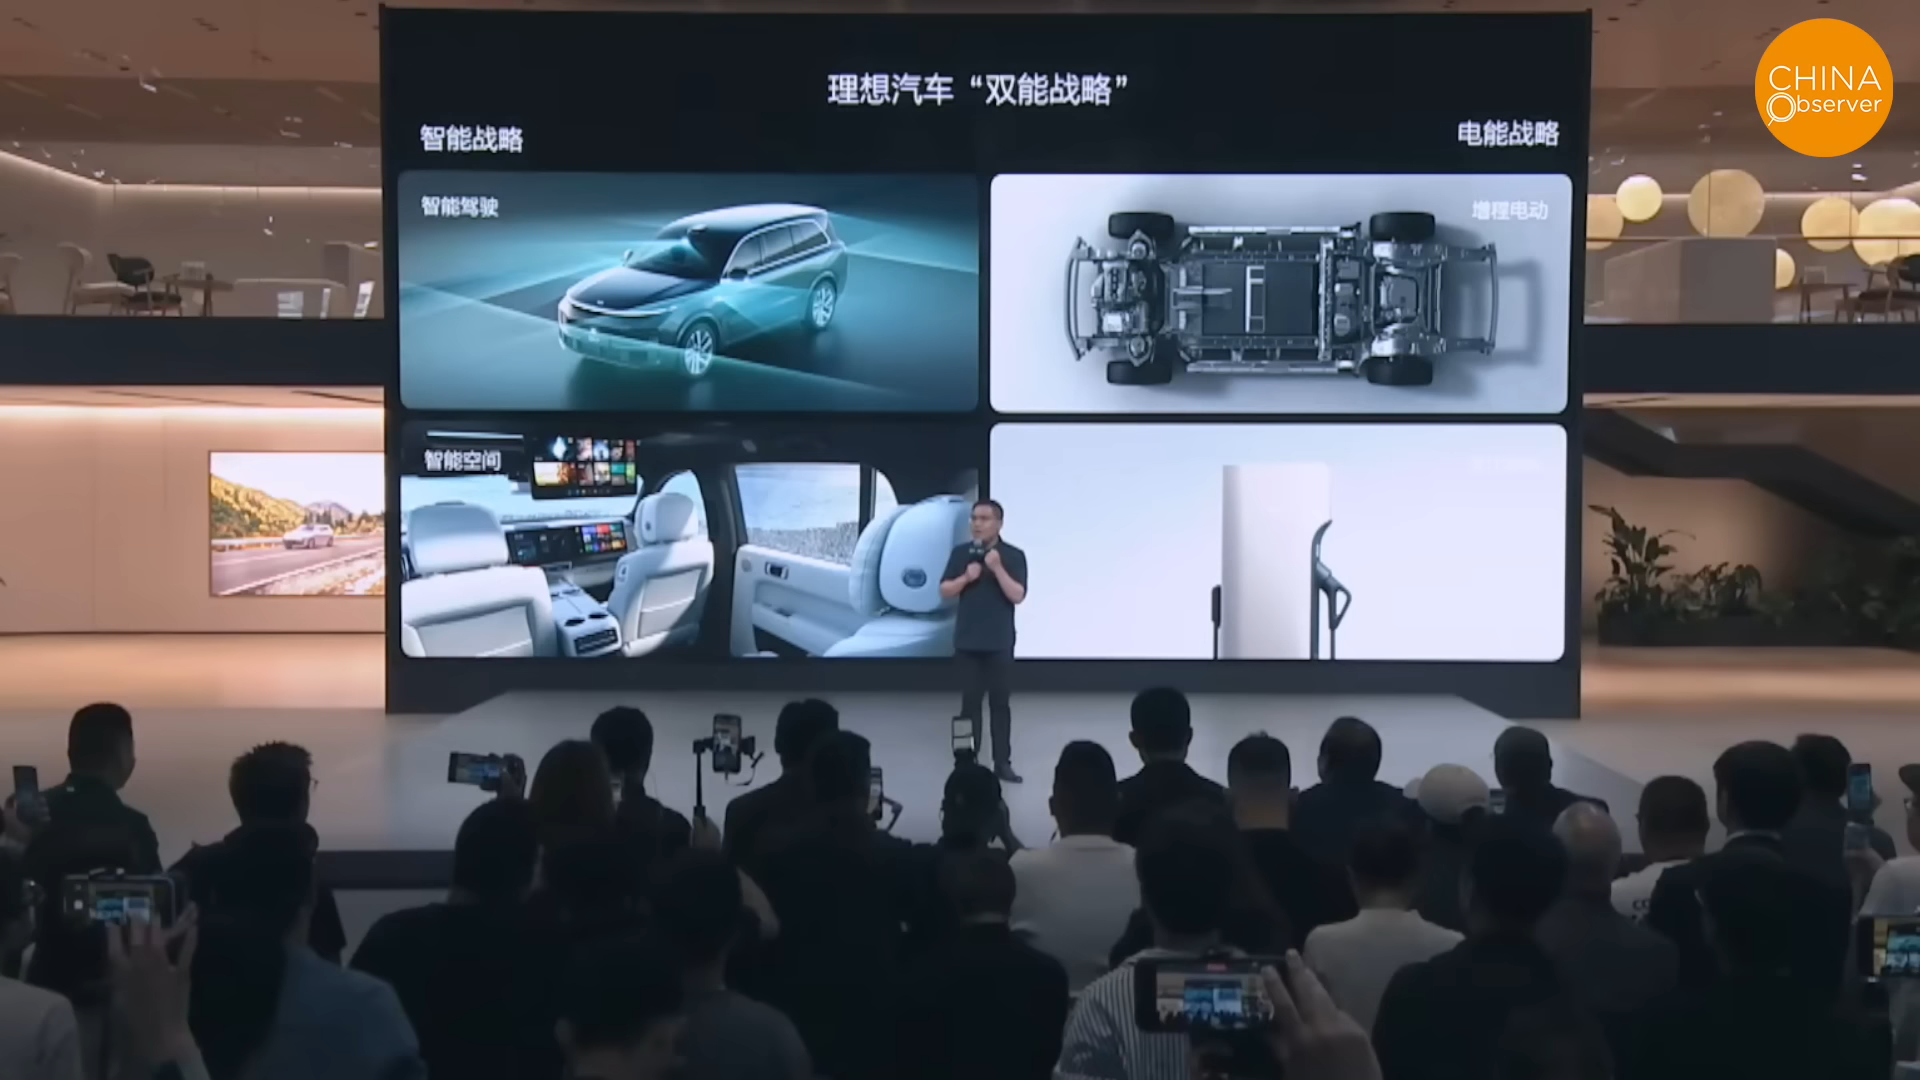 理想汽车“双能战略”
智能战略
电能战略
智能驾驶
增程电动
智能空间
CHINA
Observer